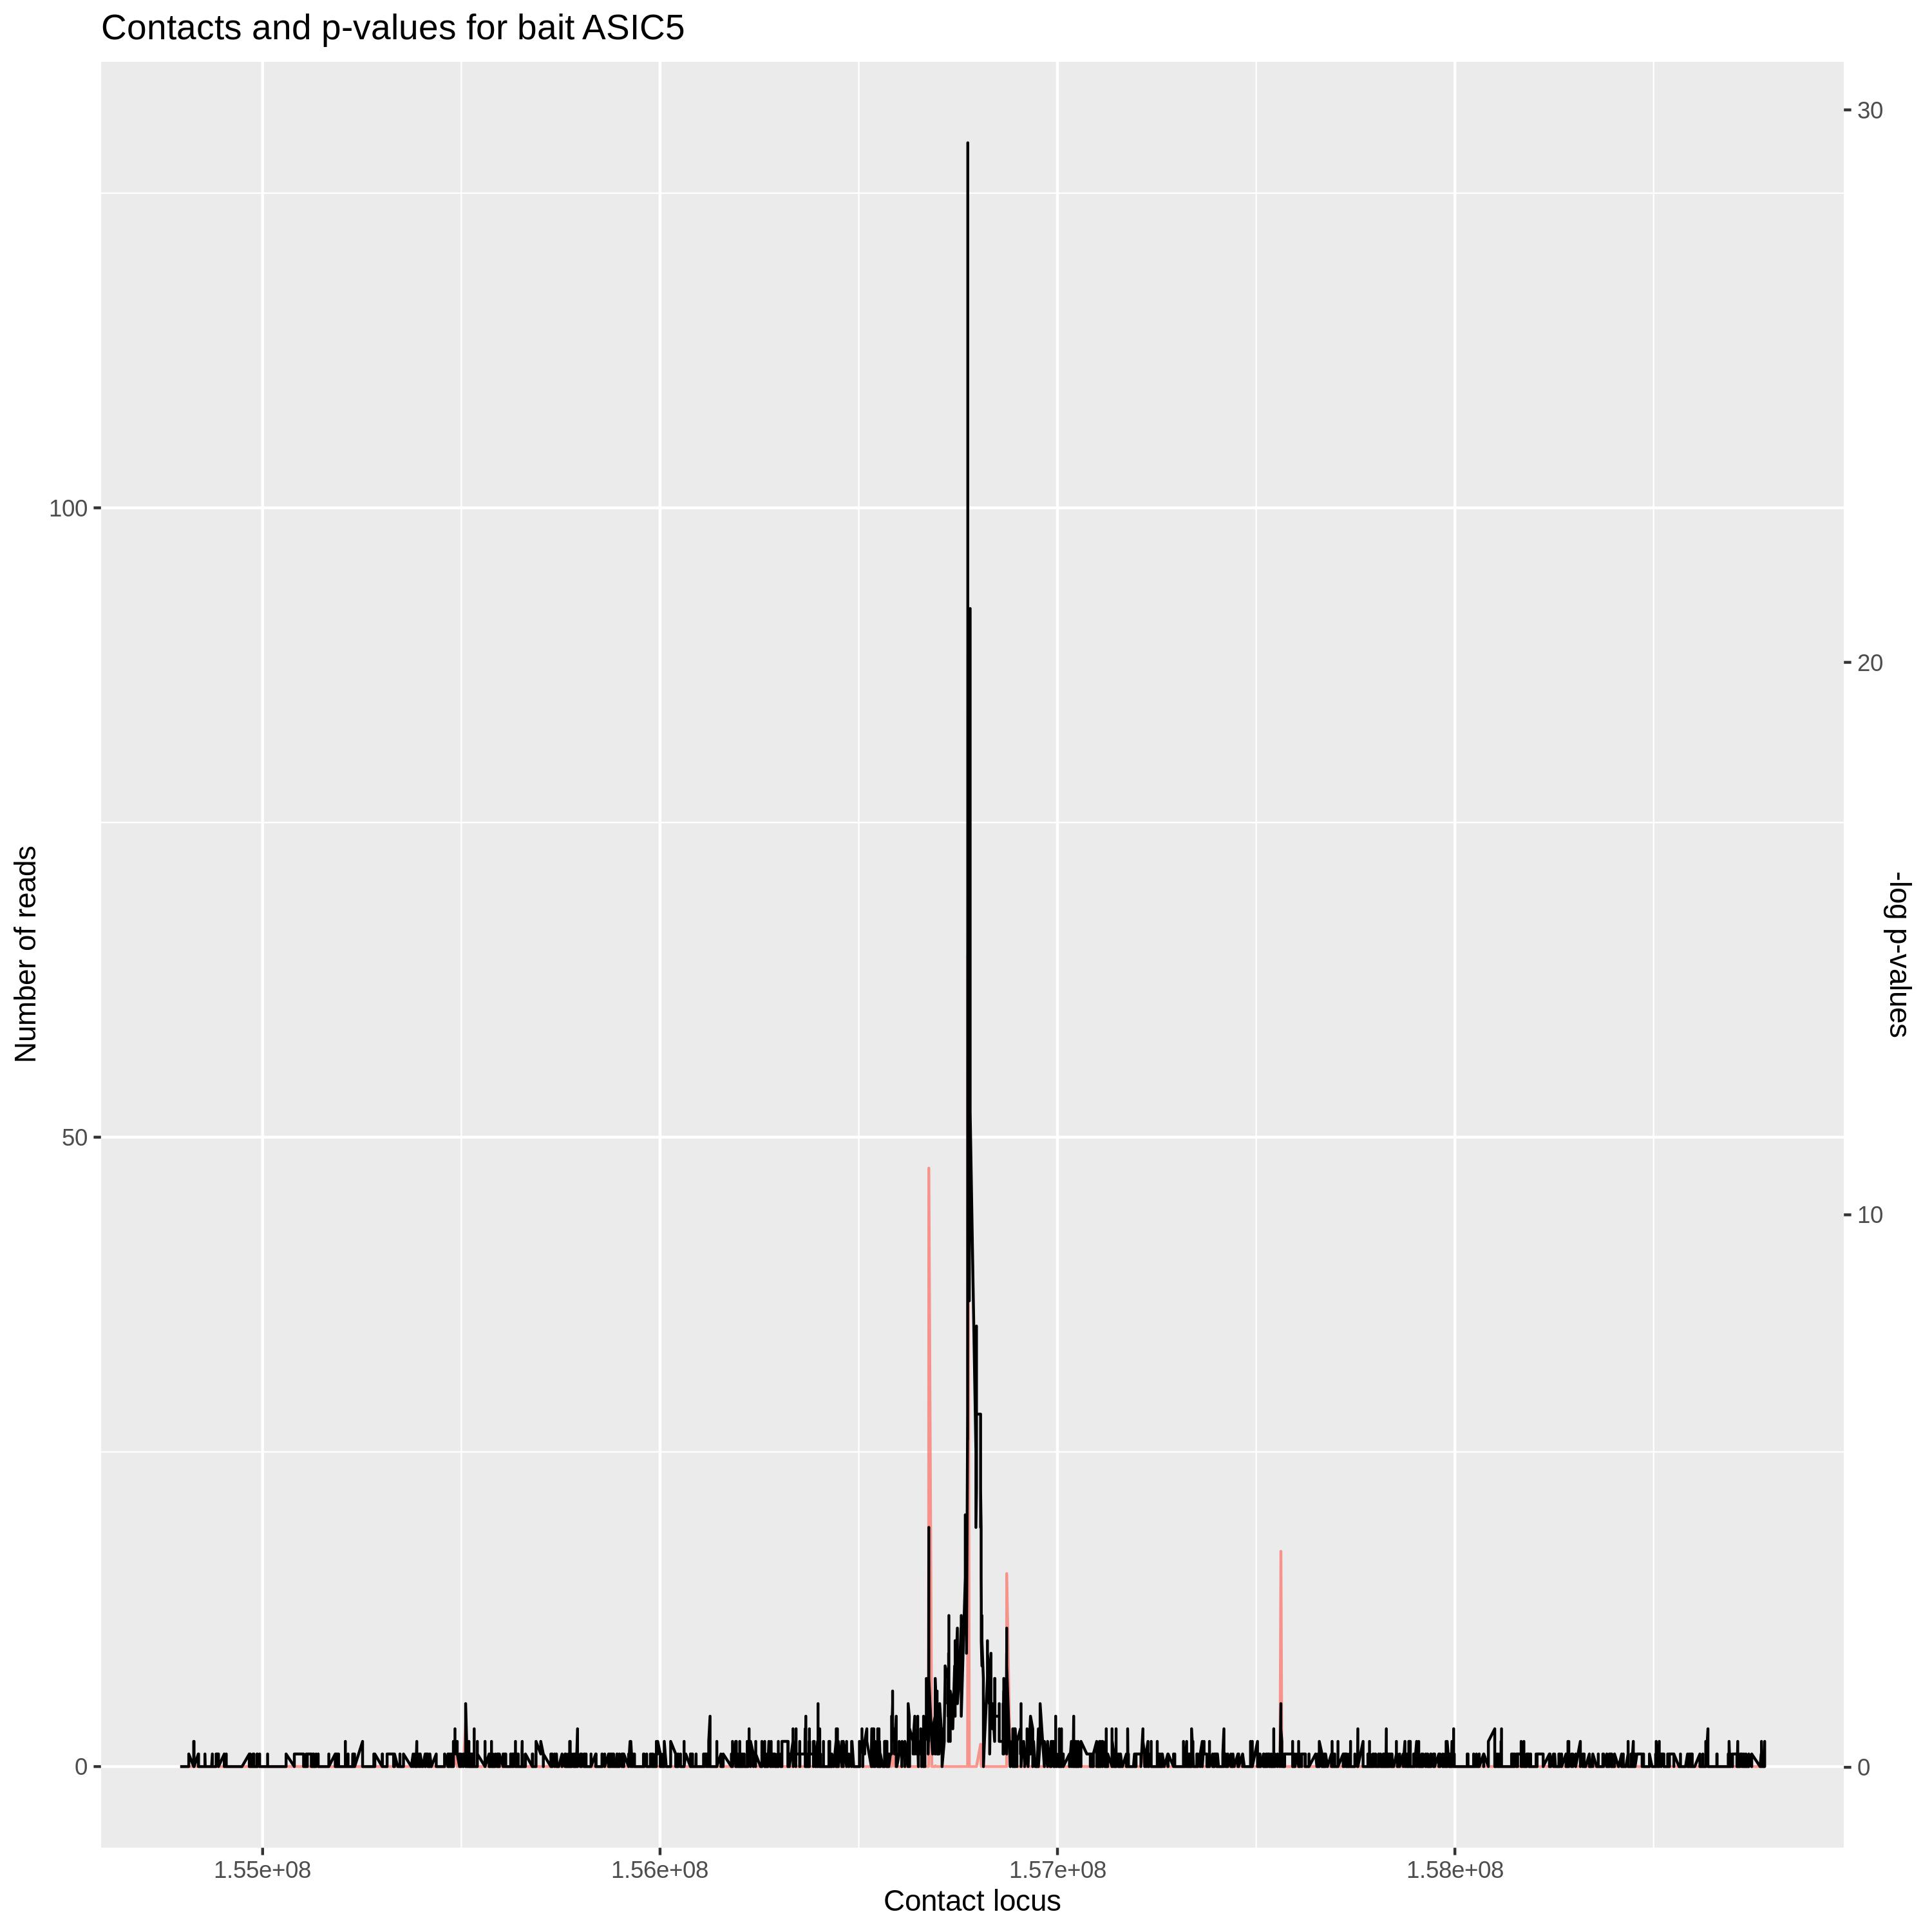 Contacts and p-values for bait ASIC5
30
100
20
Number of reads
-log p-values
50
10
0
0
1.55e+08
1.56e+08
1.57e+08
1.58e+08
Contact locus